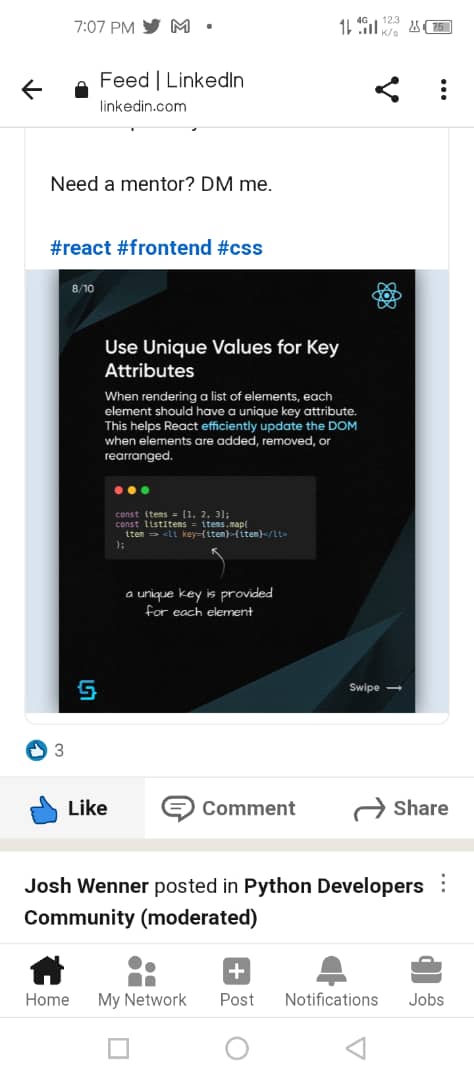 7:07 PM
4G
12.3
K/s
75
Feed | LinkedIn
linkedin.com
Need a mentor? DM me.
#react #frontend #css
8/10
Use Unique Values for Key
Attributes
When rendering a list of elements, each
element should have a unique key attribute.
This helps React efficiently update the DOM
when elements are added, removed, or
rearranged.
const items = [1, 2, 3];
const listItems = items.map(
item => <li key={item}>{item}</li>
);
a unique key is provided
for each element
Swipe
3
Like
Comment
Share
Josh Wenner posted in Python Developers
Community (moderated)
Home
My Network
Post
Notifications
Jobs